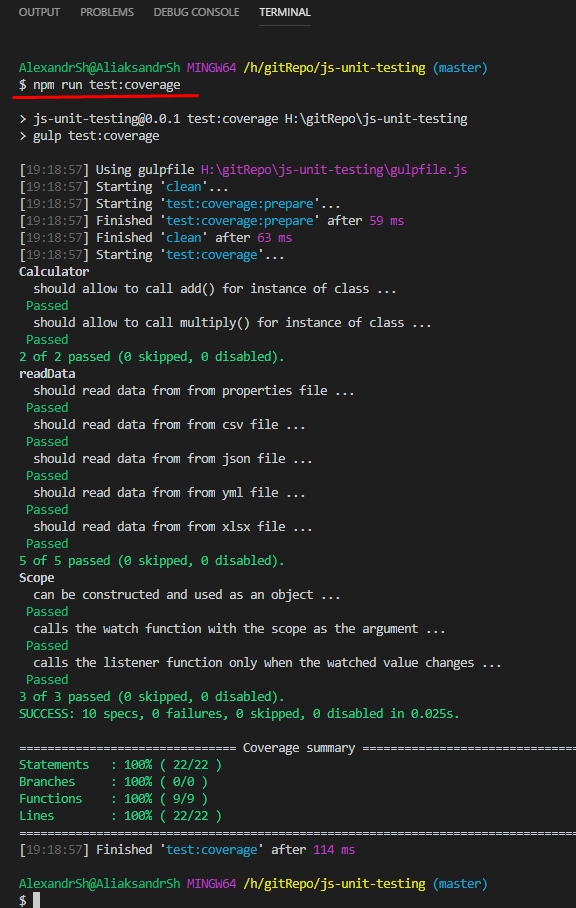 OUTPUT PROBLEMS DEBUG CONSOLE TERMINAL
AlexandrSh@AliaksandrSh MINGW64 /h/gitRepo/js-unit-testing (master)
$ npm run test:coverage
> js-unit-testing@0.0.1 test:coverage H:\gitRepo\js-unit-testing
> gulp test:coverage
[19:18:57] Using gulpfile H:\gitRepo\js-unit-testing\gulpfile.js
[19:18:57] Starting 'clean'...
[19:18:57] Starting 'test:coverage:prepare'...
[19:18:57] Finished 'test:coverage:prepare' after 59 ms
[19:18:57] Finished 'clean' after 63 ms
[19:18:57] Starting 'test:coverage'...
Calculator
should allow to call add() for instance of class ...
Passed
should allow to call multiply() for instance of class ...
Passed
2 of 2 passed (0 skipped, 0 disabled).
readData
should read data from from properties file ...
Passed
should read data from from csv file ...
Passed
should read data from from json file ...
Passed
should read data from from yml file ...
Passed
should read data from from xlsx file ...
Passed
5 of 5 passed (0 skipped, 0 disabled).
Scope
can be constructed and used as an object ...
Passed
calls the watch function with the scope as the argument ...
Passed
calls the listener function only when the watched value changes ...
Passed
3 of 3 passed (0 skipped, 0 disabled).
SUCCESS: 10 specs, 0 failures, 0 skipped, 0 disabled in 0.025s.
=============================== Coverage summary ===============================
Statements : 100% ( 22/22 )
Branches : 100% ( 0/0 )
Functions : 100% ( 9/9 )
Lines : 100% ( 22/22 )
================================================================================
[19:18:57] Finished 'test:coverage' after 114 ms
AlexandrSh@AliaksandrSh MINGW64 /h/gitRepo/js-unit-testing (master)
$